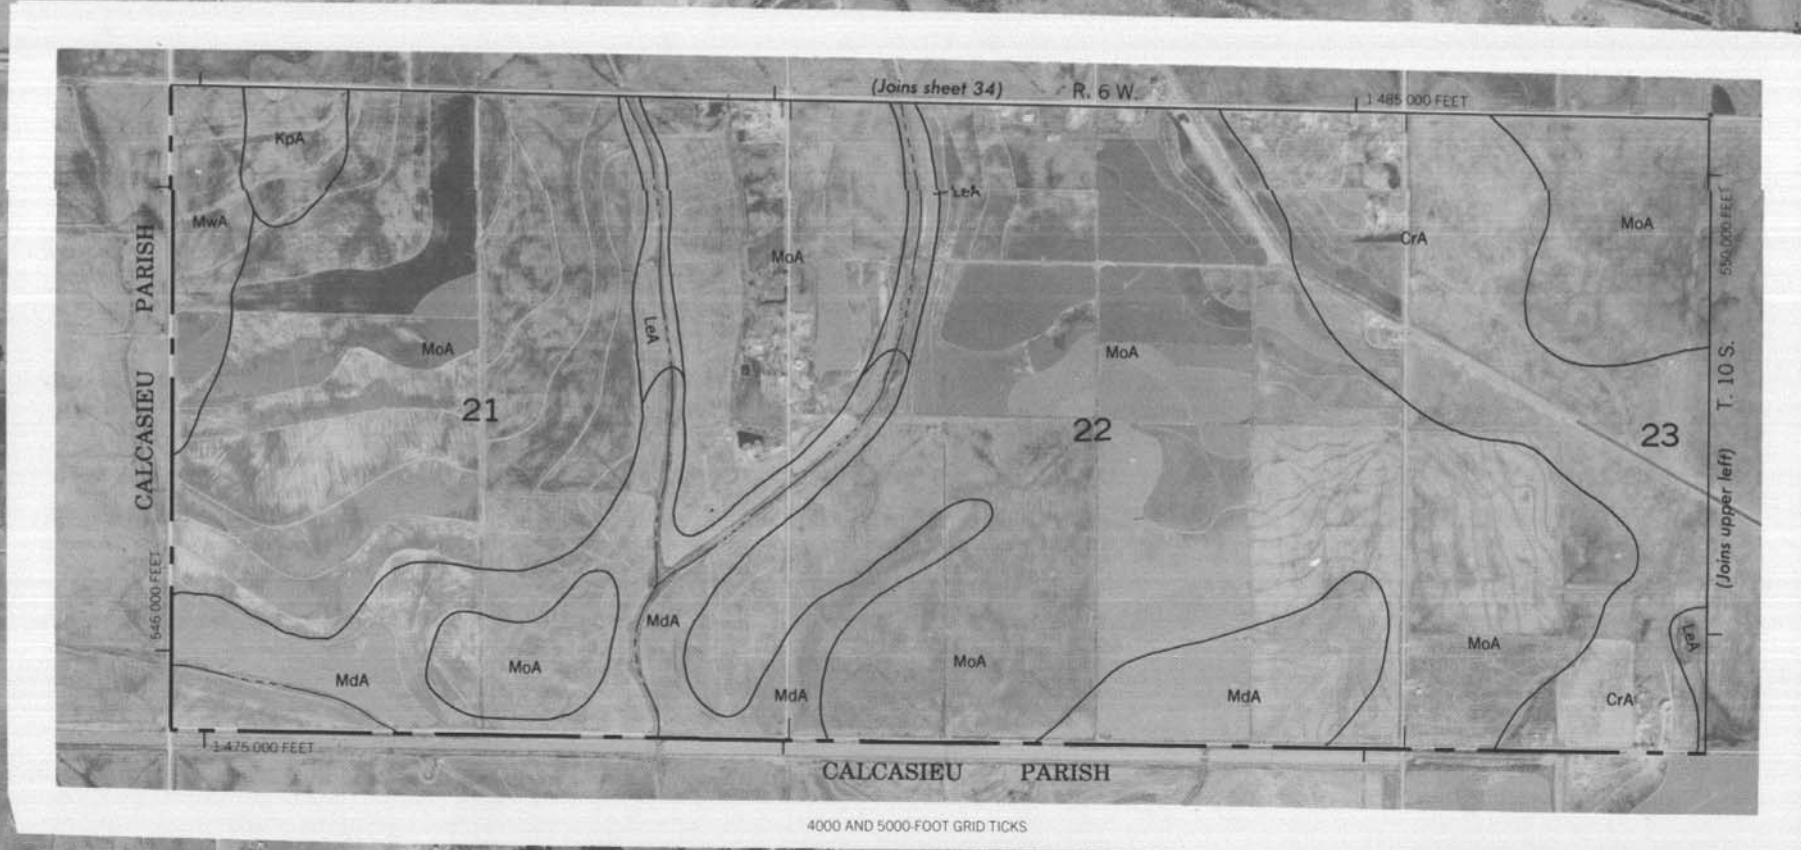 (Joins sheet 34)
R. 6 W.
1 485 000 FEET
KpA
MwA
LeA
MoA
CrA
MoA
550 000 FEET
CALCASIEU PARISH
MoA
LeA
MoA
T. 10 S.
21
22
23
(Joins upper left)
646 000 FEET
MdA
MoA
MdA
MdA
MoA
MdA
MoA
CrA
LeA
1 475 000 FEET
CALCASIEU PARISH
4000 AND 5000-FOOT GRID TICKS